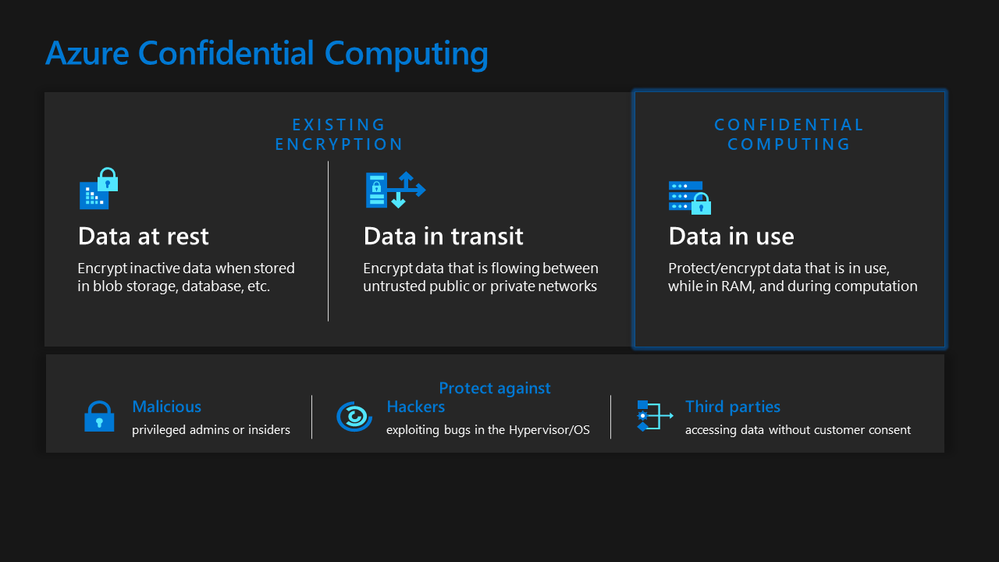 Azure Confidential Computing
EXISTING
ENCRYPTION
Data at rest
Encrypt inactive data when stored
in blob storage, database, etc.
Data in transit
Encrypt data that is flowing between
untrusted public or private networks
CONFIDENTIAL
COMPUTING
Data in use
Protect/encrypt data that is in use,
while in RAM, and during computation
Protect against
Malicious
privileged admins or insiders
Hackers
exploiting bugs in the Hypervisor/OS
Third parties
accessing data without customer consent